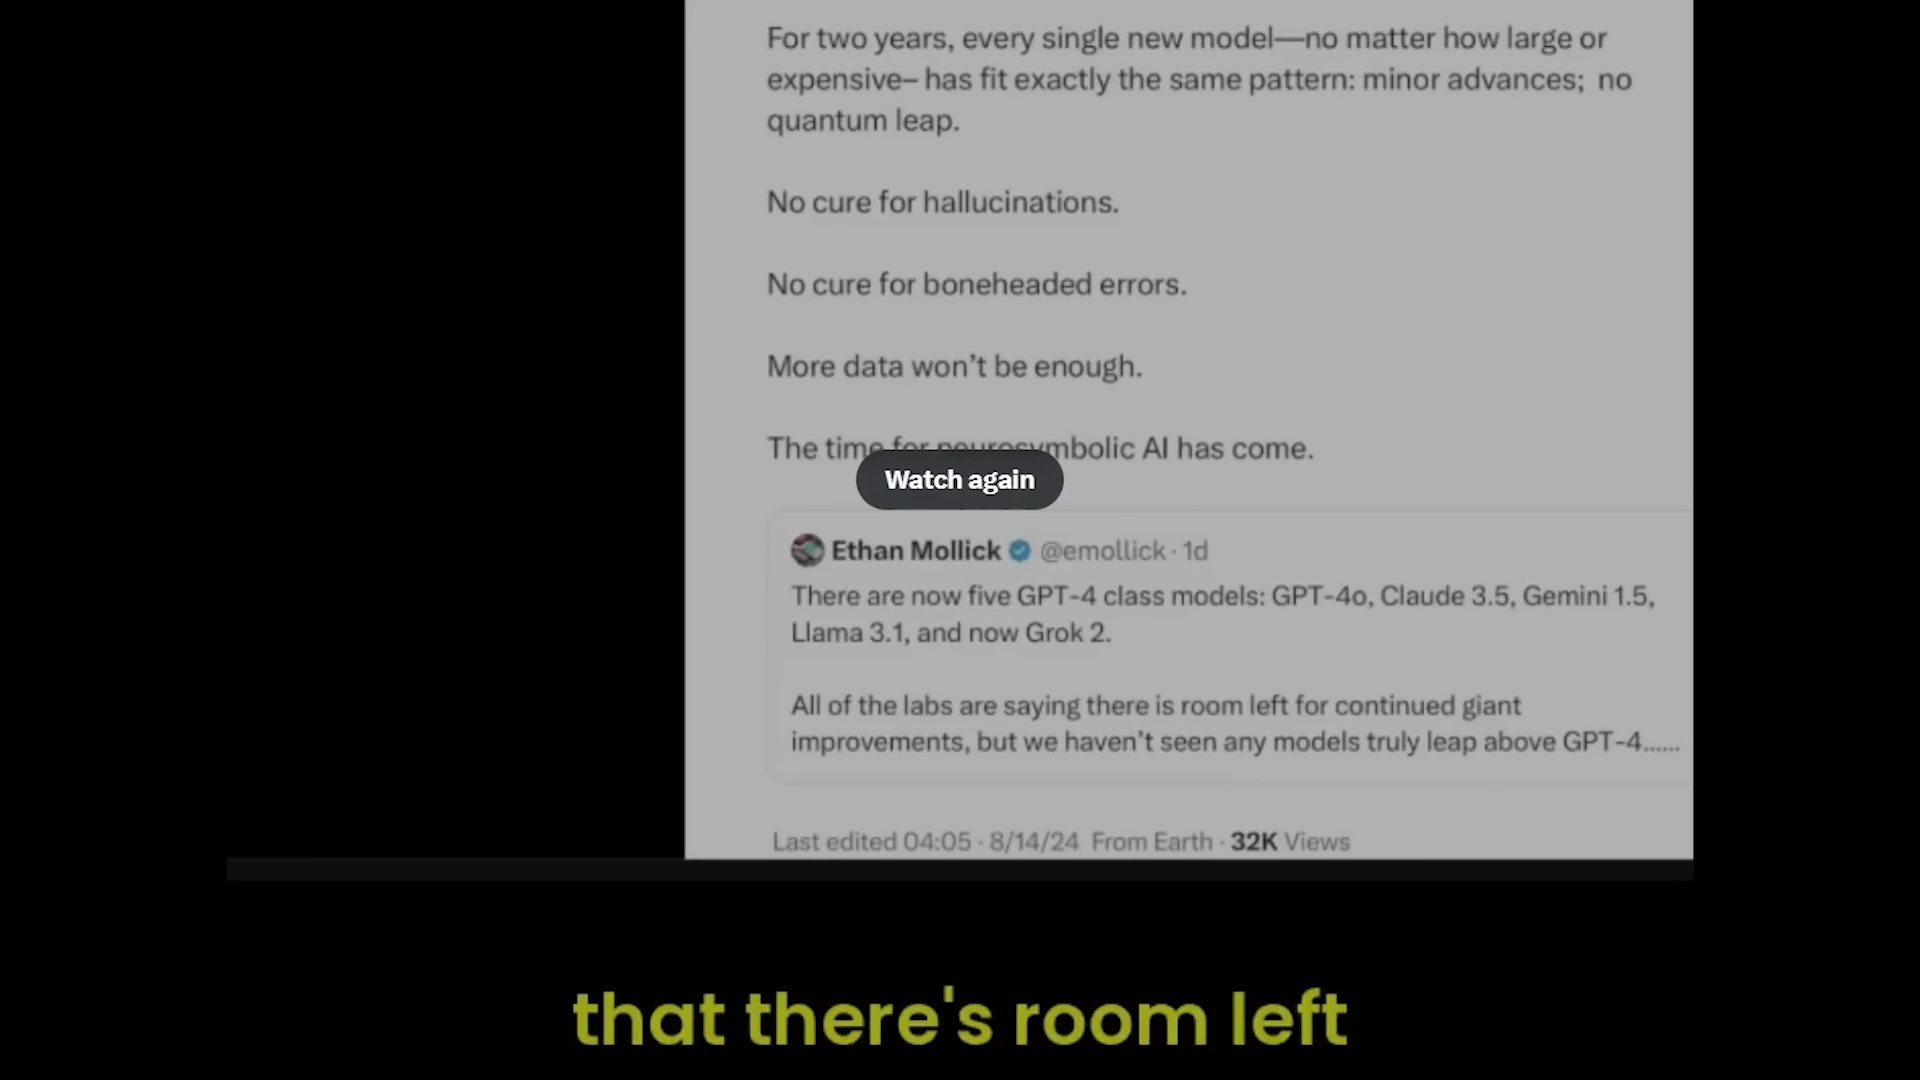 For two years, every single new model—no matter how large or
expensive– has fit exactly the same pattern: minor advances; no
quantum leap.
No cure for hallucinations.
No cure for boneheaded errors.
More data won’t be enough.
The time for neurosymbolic AI has come.
Watch again
Ethan Mollick @emollick · 1d
There are now five GPT-4 class models: GPT-4o, Claude 3.5, Gemini 1.5,
Llama 3.1, and now Grok 2.
All of the labs are saying there is room left for continued giant
improvements, but we haven’t seen any models truly leap above GPT-4......
Last edited 04:05 · 8/14/24 From Earth · 32K Views
that there's room left